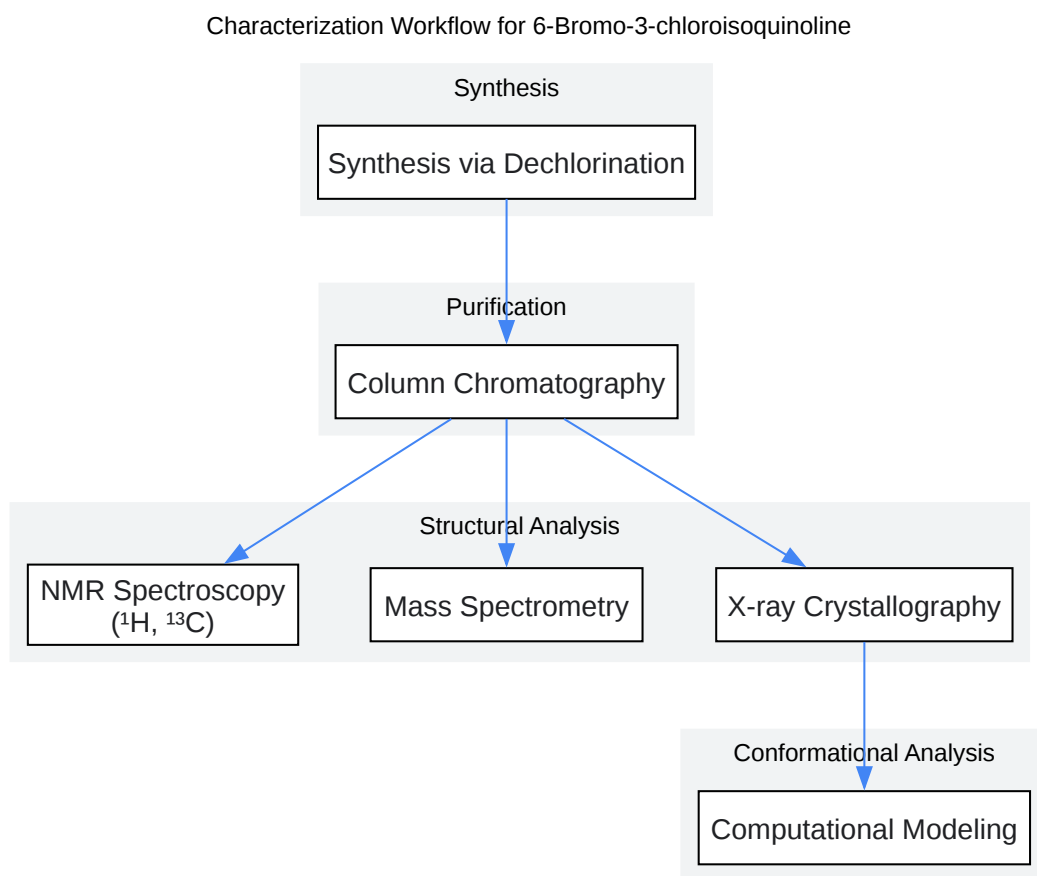 Characterization Workflow for 6-Bromo-3-chloroisoquinoline
Synthesis
Synthesis via Dechlorination
Purification
Column Chromatography
Structural Analysis
NMR Spectroscopy
(¹H, ¹³C)
Mass Spectrometry
X-ray Crystallography
Conformational Analysis
Computational Modeling